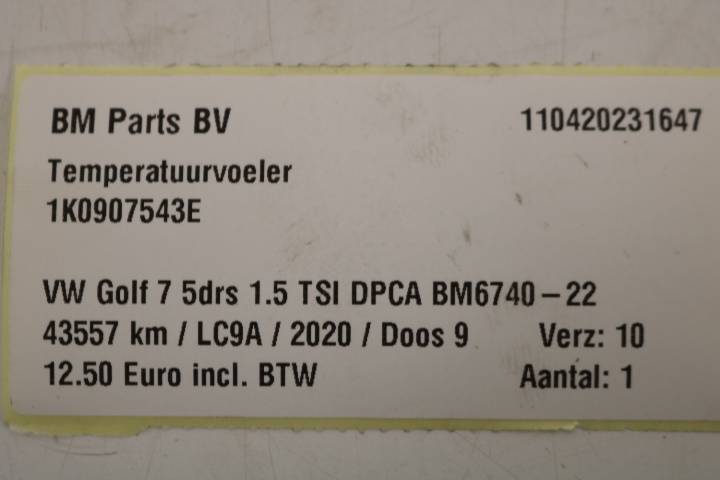 BM Parts BV 110420231647
Temperatuurvoeler
1K0907543E
VW Golf 7 5drs 1.5 TSI DPCA BM6740-22
43557 km / LC9A / 2020 / Doos 9 Verz: 10
12.50 Euro incl. BTW Aantal: 1